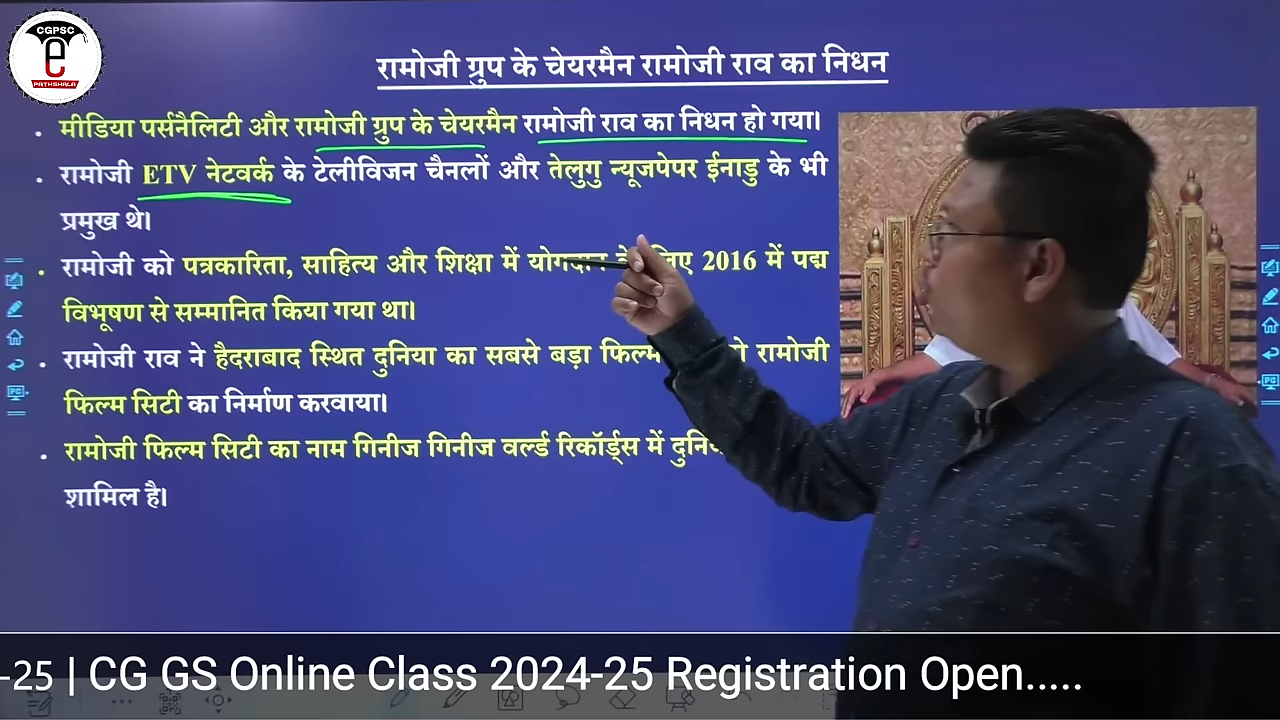 CGPSC
e
PATHSHALA
रामोजी ग्रुप के चेयरमैन रामोजी राव का निधन
. मीडिया पर्सनैलिटी और रामोजी ग्रुप के चेयरमैन रामोजी राव का निधन हो गया।
. रामोजी ETV नेटवर्क के टेलीविजन चैनलों और तेलुगु न्यूजपेपर ईनाडु के भी
प्रमुख थे।
. रामोजी को पत्रकारिता, साहित्य और शिक्षा में योगदान 2016 में पद्म
विभूषण से सम्मानित किया गया था।
. रामोजी राव ने हैदराबाद स्थित दुनिया का सबसे बड़ा फिल्म रामोजी
फिल्म सिटी का निर्माण करवाया।
. रामोजी फिल्म सिटी का नाम गिनीज गिनीज वर्ल्ड रिकॉर्ड्स में
शामिल है।
-25 | CG GS Online Class 2024-25 Registration Open.....